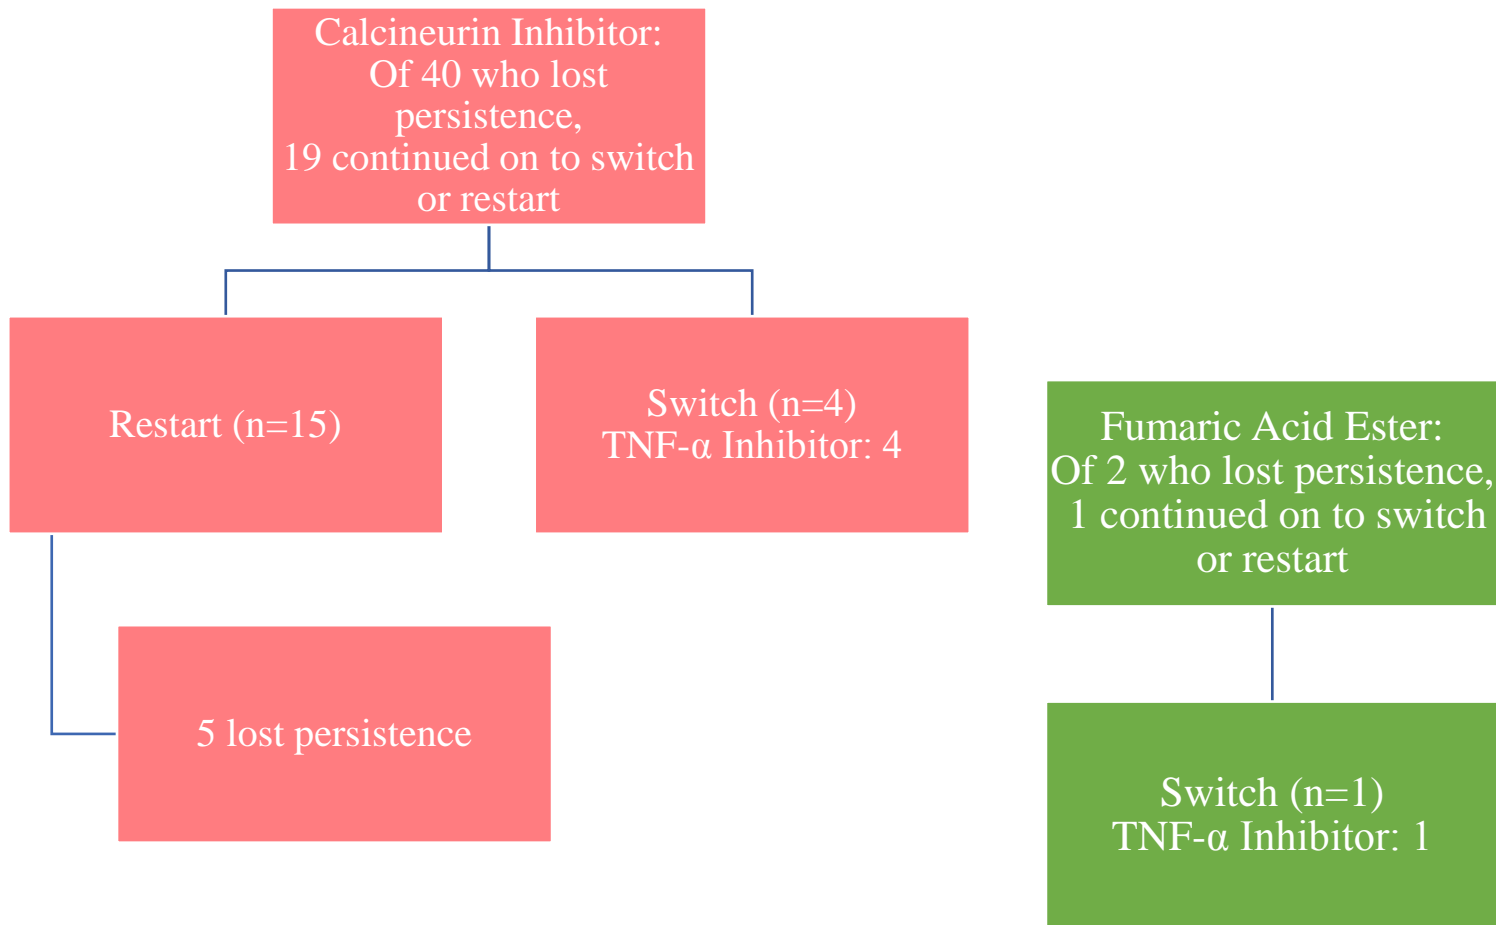 Calcineurin Inhibitor:
Of 40 who lost
persistence,
19 continued on to switch
or restart
Restart (n=15)
Switch (n=4)
TNF-α Inhibitor: 4
5 lost persistence
Fumaric Acid Ester:
Of 2 who lost persistence,
1 continued on to switch
or restart
Switch (n=1)
TNF-α Inhibitor: 1